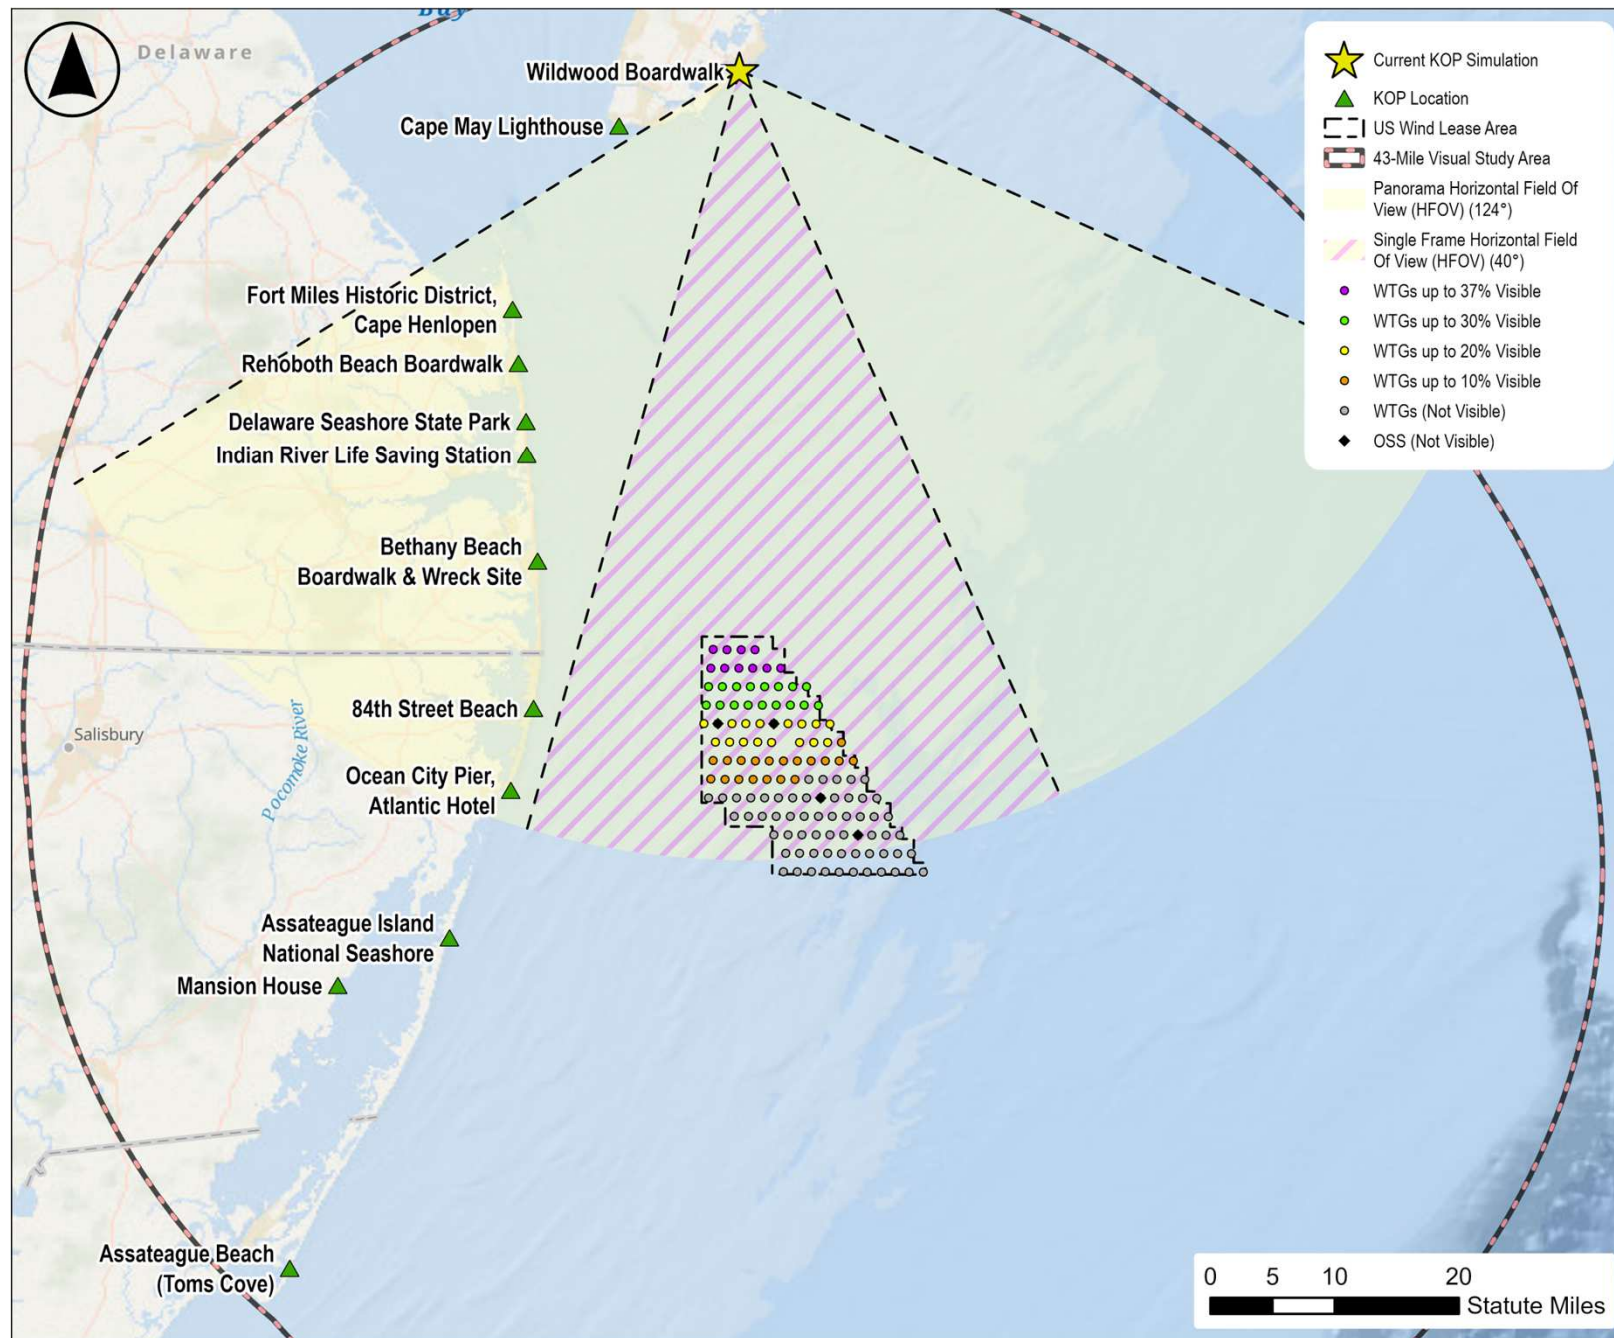 Bay
Delaware
Wildwood Boardwalk
Cape May Lighthouse
Fort Miles Historic District,
Cape Henlopen
Rehoboth Beach Boardwalk
Delaware Seashore State Park
Indian River Life Saving Station
Bethany Beach
Boardwalk & Wreck Site
84th Street Beach
Salisbury
Pocomoke River
Ocean City Pier,
Atlantic Hotel
Assateague Island
National Seashore
Mansion House
Assateague Beach
(Toms Cove)
Current KOP Simulation
KOP Location
US Wind Lease Area
43-Mile Visual Study Area
Panorama Horizontal Field Of
View (HFOV) (124°)
Single Frame Horizontal Field
Of View (HFOV) (40°)
WTGs up to 37% Visible
WTGs up to 30% Visible
WTGs up to 20% Visible
WTGs up to 10% Visible
WTGs (Not Visible)
OSS (Not Visible)
0 5 10 20
Statute Miles